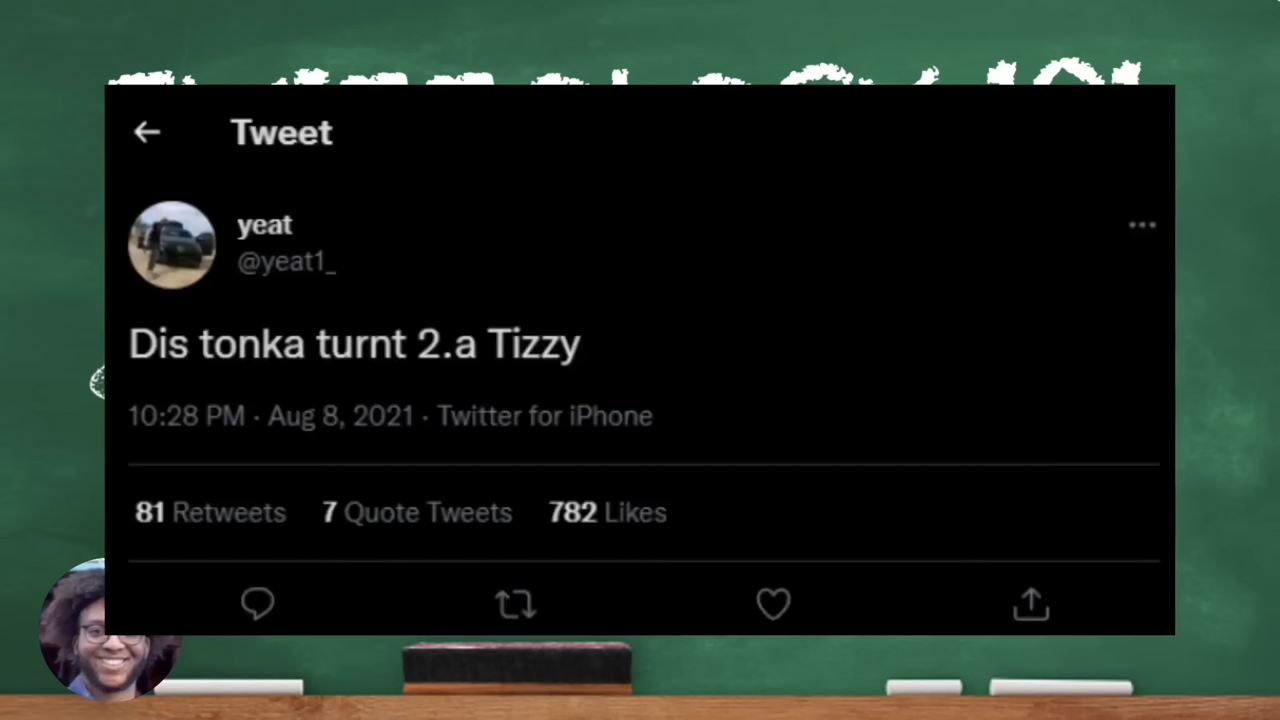 Tweet
yeat
@yeat1_
Dis tonka turnt 2.a Tizzy
10:28 PM · Aug 8, 2021 · Twitter for iPhone
81 Retweets 7 Quote Tweets 782 Likes